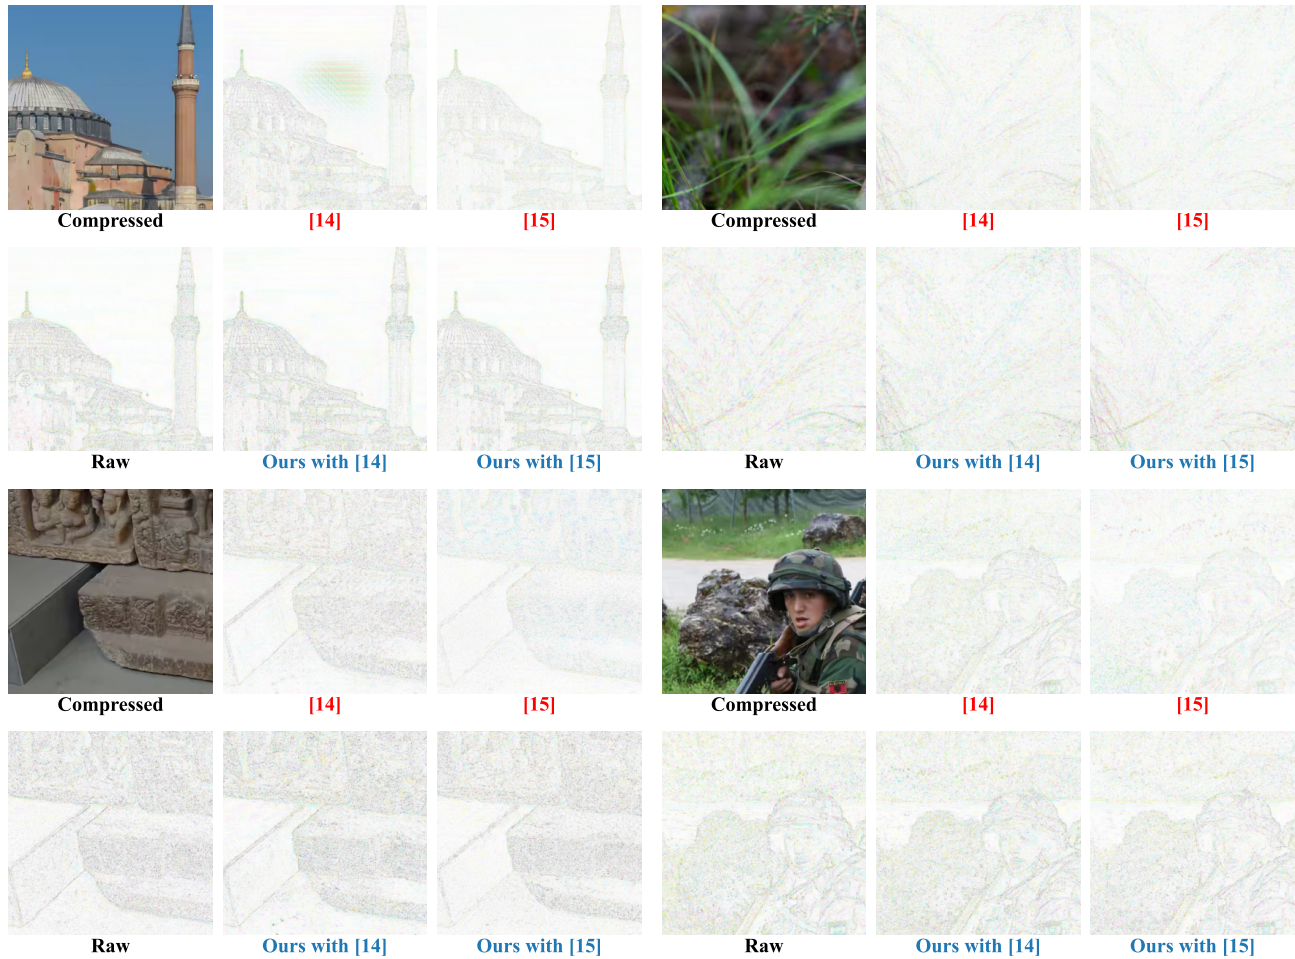 Compressed [14] [15] Compressed [14] [15]
Raw Ours with [14] Ours with [15] Raw Ours with [14] Ours with [15]
Compressed [14] [15] Compressed [14] [15]
Raw Ours with [14] Ours with [15] Raw Ours with [14] Ours with [15]